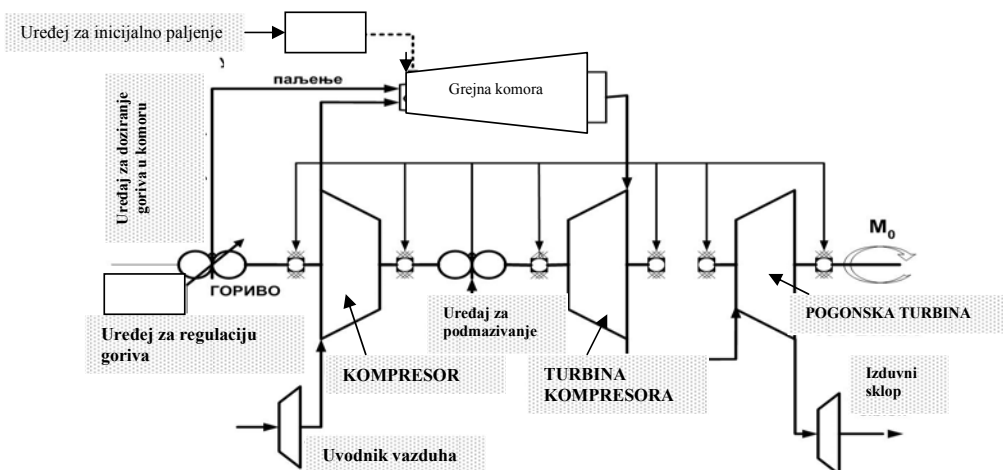 Uređej za inicijalno paljenje
паљење
Grejna komora
Uređaj za doziranje
goriva u komoru
M₀
ГОРИВО
Uređej za regulaciju
goriva
Uređaj za
podmazivanje
POGONSKA TURBINA
KOMPRESOR
TURBINA
KOMPRESORA
Izduvni
sklop
Uvodnik vazduha